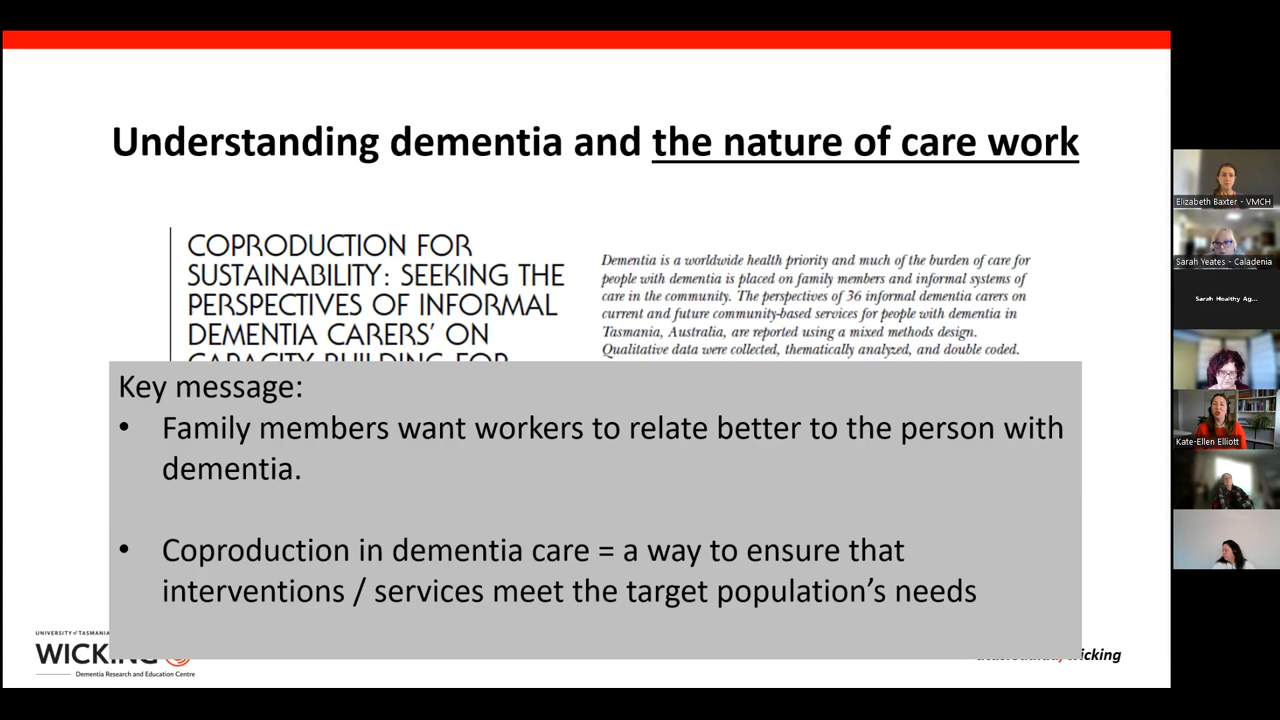 Understanding dementia and the nature of care work
COPRODUCTION FOR
SUSTAINABILITY: SEEKING THE
PERSPECTIVES OF INFORMAL
DEMENTIA CARERS' ON
CAPACITY BUILDING FOR
Dementia is a worldwide health priority and much of the burden of care for
people with dementia is placed on family members and informal systems of
care in the community. The perspectives of 36 informal dementia carers on
current and future community-based services for people with dementia in
Tasmania, Australia, are reported using a mixed methods design.
Qualitative data were collected, thematically analyzed, and double coded.
Key message:
• Family members want workers to relate better to the person with
dementia.
• Coproduction in dementia care = a way to ensure that
interventions / services meet the target population's needs
UNIVERSITY of TASMANIA
WICKING
Dementia Research and Education Centre
Wicking
Elizabeth Baxter - VMCH
Sarah Yeates - Caladenia
Sarah Healthy Ag...
Kate-Ellen Elliott